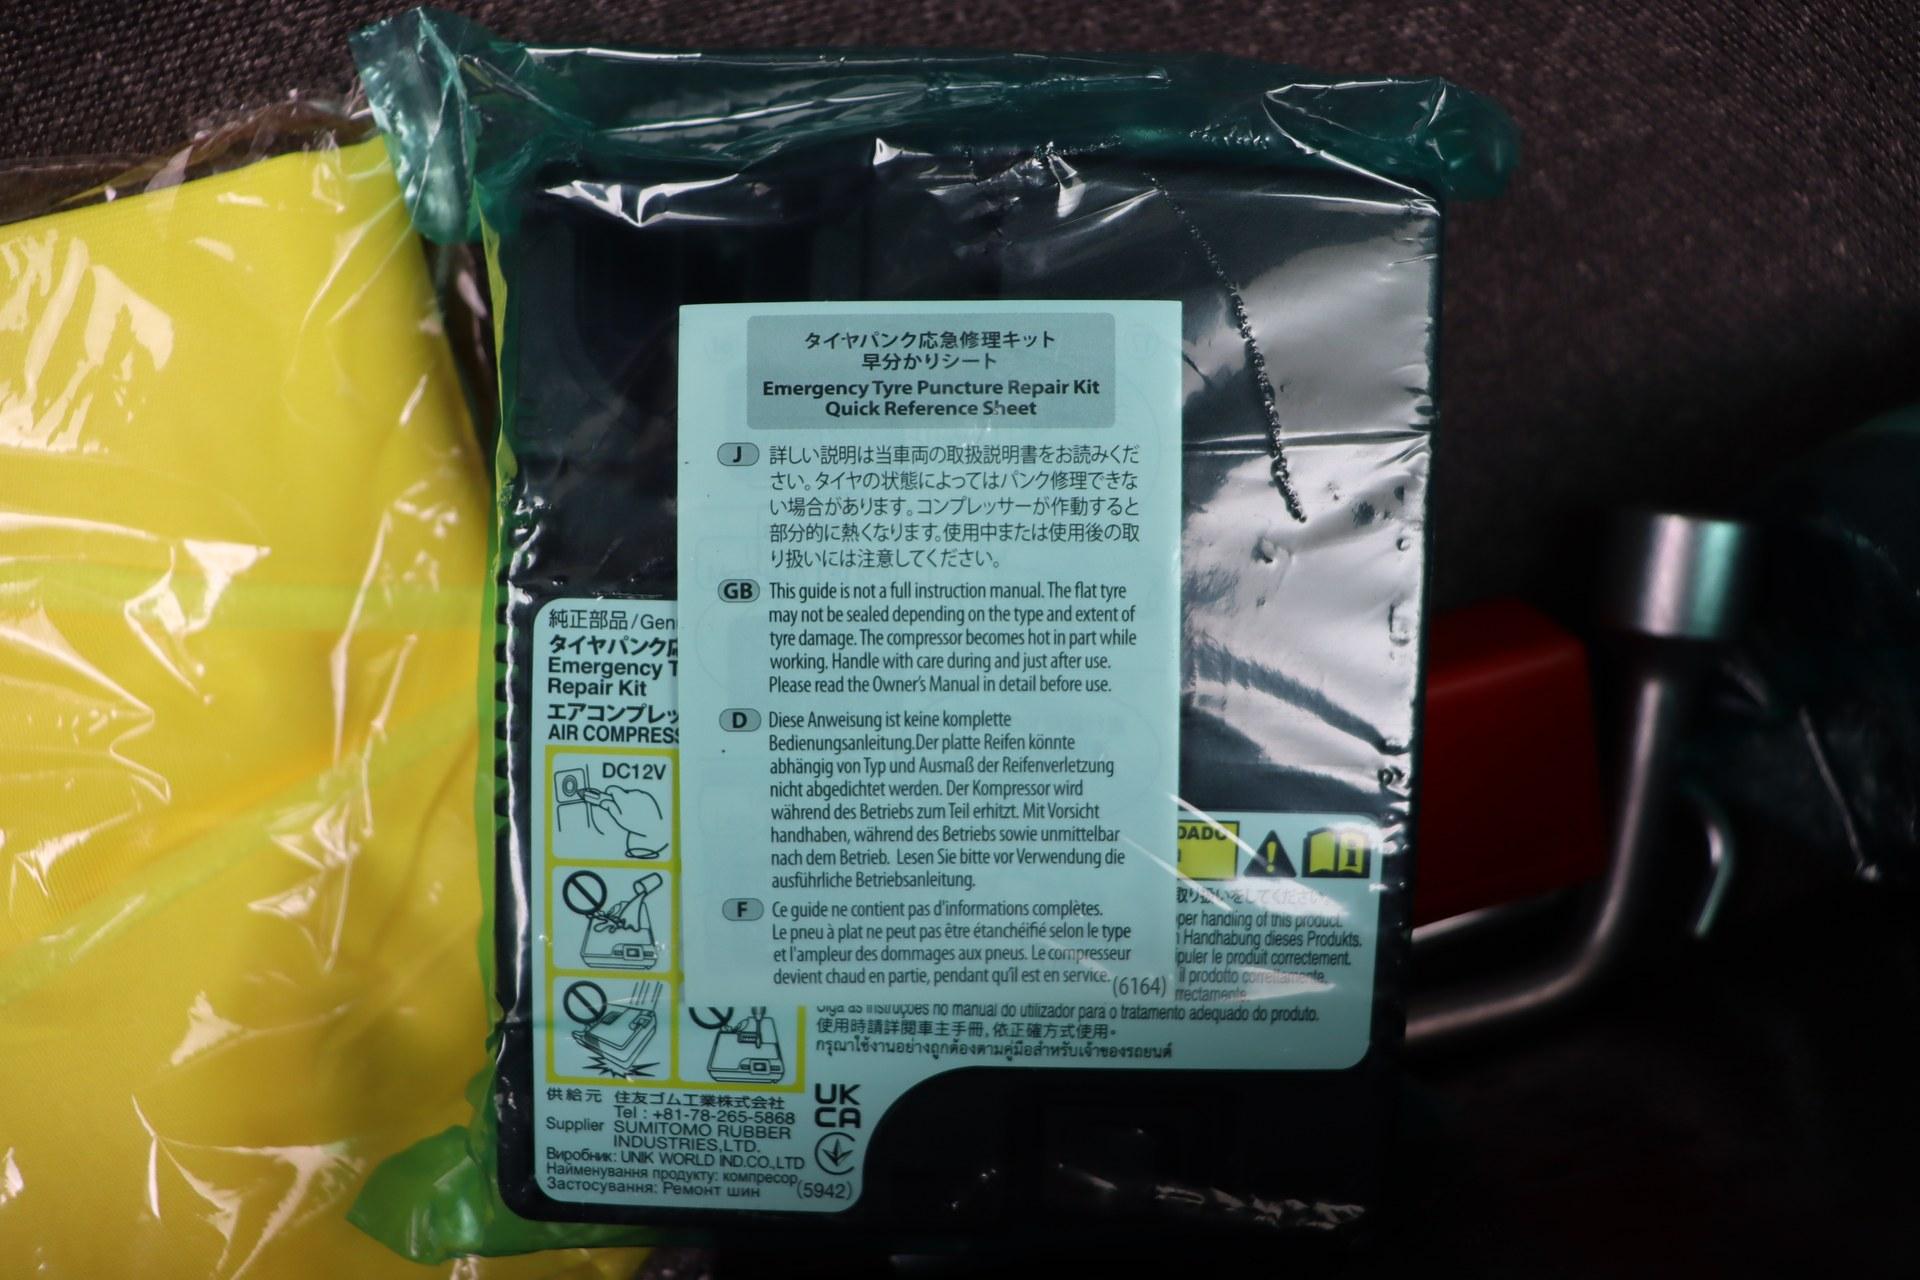 タイヤパンク応急修理キット
早分かりシート
Emergency Tyre Puncture Repair Kit
Quick Reference Sheet
J 詳しい説明は当車両の取扱説明書をお読みくだ
さい。タイヤの状態によってはパンク修理できな
い場合があります。コンプレッサーが作動すると
部分的に熱くなります。使用中または使用後の取
り扱いには注意してください。
GB This guide is not a full instruction manual. The flat tyre
may not be sealed depending on the type and extent of
tyre damage. The compressor becomes hot in part while
working. Handle with care during and just after use.
Please read the Owner's Manual in detail before use.
D Diese Anweisung ist keine komplette
Bedienungsanleitung.Der platte Reifen könnte
abhängig von Typ und Ausmaß der Reifenverletzung
nicht abgedichtet werden. Der Kompressor wird
während des Betriebs zum Teil erhitzt. Mit Vorsicht
handhaben, während des Betriebs sowie unmittelbar
nach dem Betrieb. Lesen Sie bitte vor Verwendung die
ausführliche Betriebsanleitung.
F Ce guide ne contient pas d'informations complètes.
Le pneu à plat ne peut pas être étanchéifié selon le type
et l'ampleur des dommages aux pneus. Le compresseur
devient chaud en partie, pendant qu'il est en service.
(6164)
純正部品/Gen
タイヤパンク応
Emergency T
Repair Kit
エアコンプレッ
AIR COMPRESS
DC12V
DADO
取り扱いをしてください。
per handling of this product.
n Handhabung dieses Produkts.
ipuler le produit correctement.
il prodotto correttamente.
rrectamente.
Siga as instruções no manual do utilizador para o tratamento adequado do produto.
使用時請詳閱車主手冊,依正確方式使用。
กรุณาใช้งานอย่างถูกต้องตามคู่มือสำหรับเจ้าของรถยนต์
供給元 住友ゴム工業株式会社
Tel : +81-78-265-5868
Supplier SUMITOMO RUBBER
INDUSTRIES,LTD.
Виробник: UNIK WORLD IND.CO.,LTD
Найменування продукту: компресор
Застосування: Ремонт шин
(5942)
UK
CA